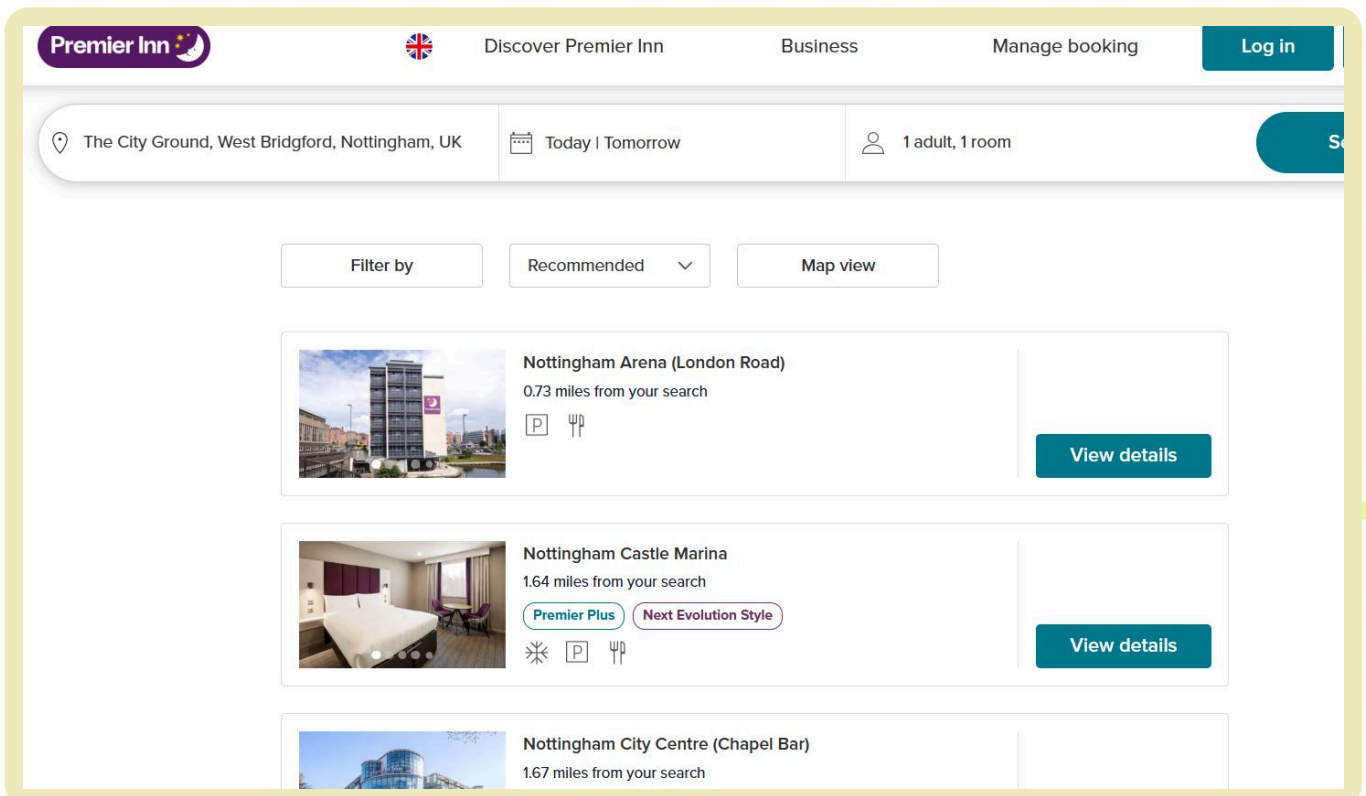 Premier Inn
Discover Premier Inn
Business
Manage booking
Log in
The City Ground, West Bridgford, Nottingham, UK
Today | Tomorrow
1 adult, 1 room
Filter by
Recommended
Map view
Nottingham Arena (London Road)
0.73 miles from your search
P
View details
Nottingham Castle Marina
1.64 miles from your search
Premier Plus
Next Evolution Style
P
View details
Nottingham City Centre (Chapel Bar)
1.67 miles from your search